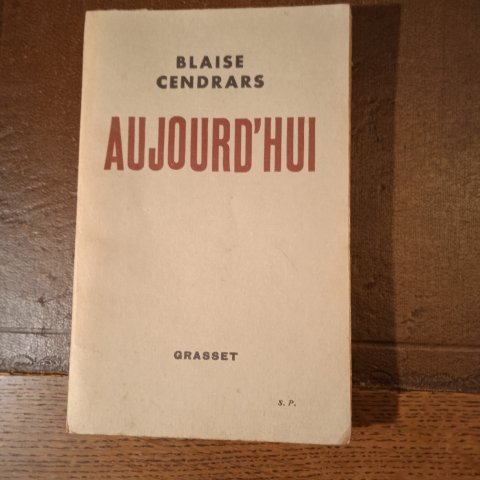 BLAISE
CENDRARS
AUJOURD'HUI
GRASSET
S. P.